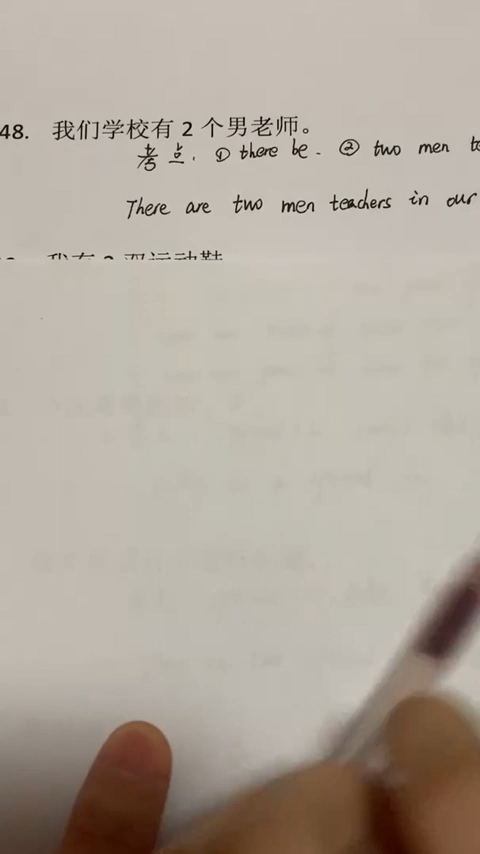 48. 我们学校有 2 个男老师。
考点. ① there be. ② two men
There are two men teachers in our